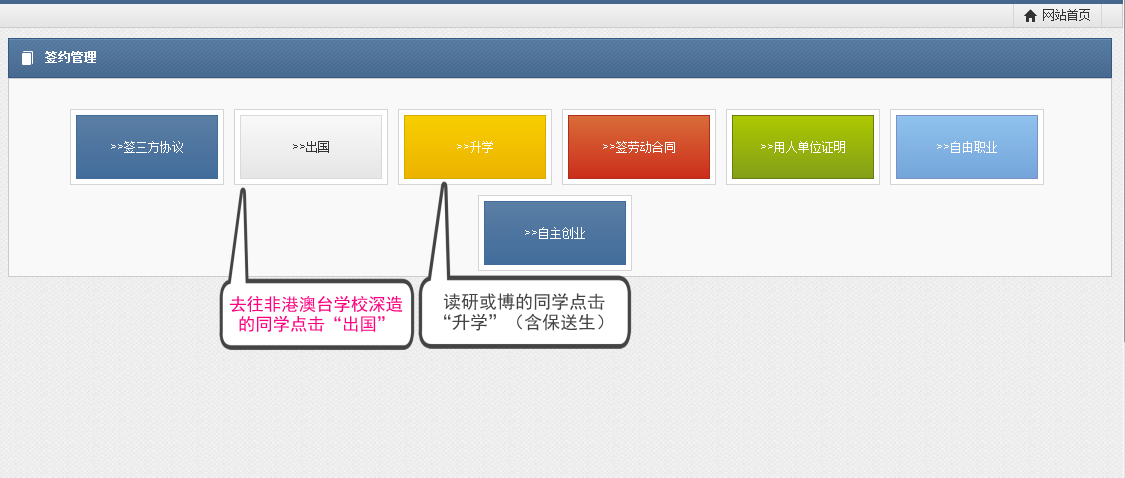 网站首页
签约管理
>>签三方协议
>>出国
>>升学
>>签劳动合同
>>用人单位证明
>>自由职业
>>自主创业
去往非港澳台学校深造
的同学点击“出国”
读研或博的同学点击
“升学”（含保送生）